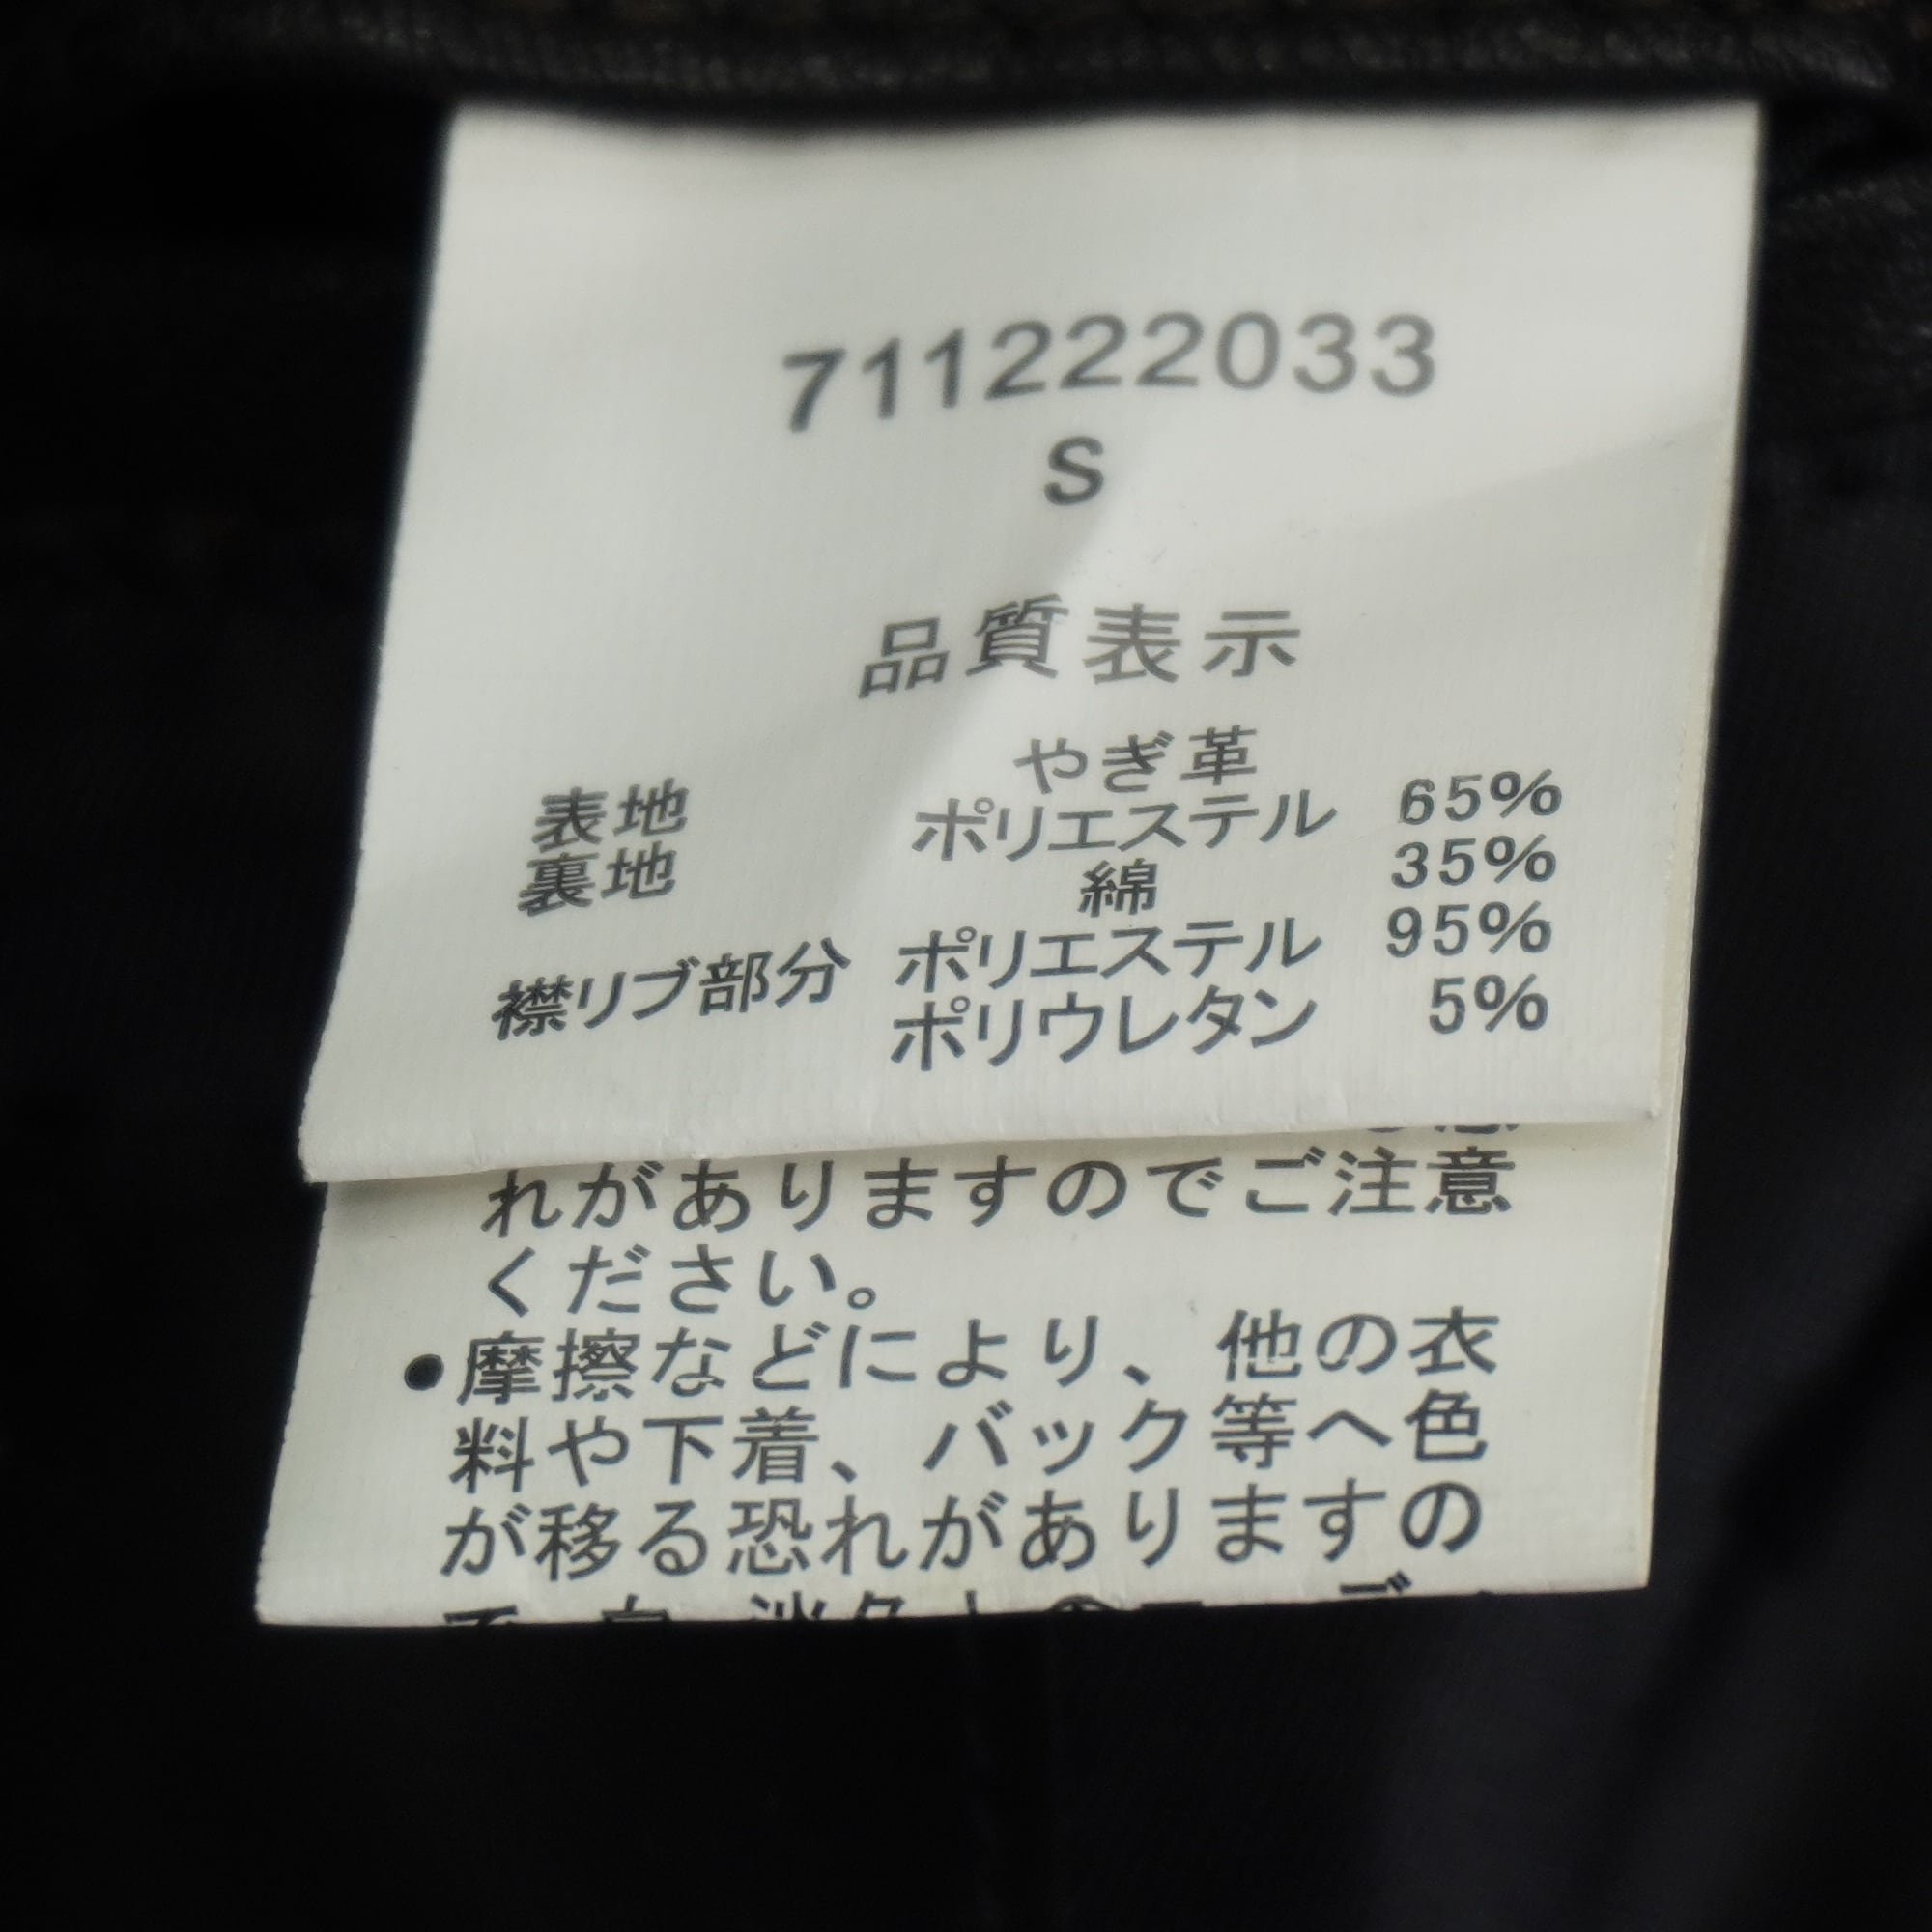 711222033
S
品質表示
表地 やぎ革
裏地 ポリエステル 65%
綿 35%
襟リブ部分 ポリエステル 95%
ポリウレタン 5%
れがありますのでご注意
ください。
●摩擦などにより、他の衣
料や下着、バック等へ色
が移る恐れがありますの